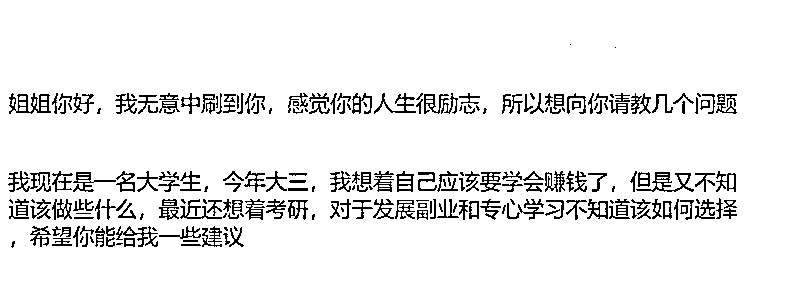 姐姐你好，我无意中刷到你，感觉你的人生很励志，所以想向你请教几个问题
我现在是一名大学生，今年大三，我想着自己应该要学会赚钱了，但是又不知
道该做些什么，最近还想着考研，对于发展副业和专心学习不知道该如何选择
，希望你能给我一些建议